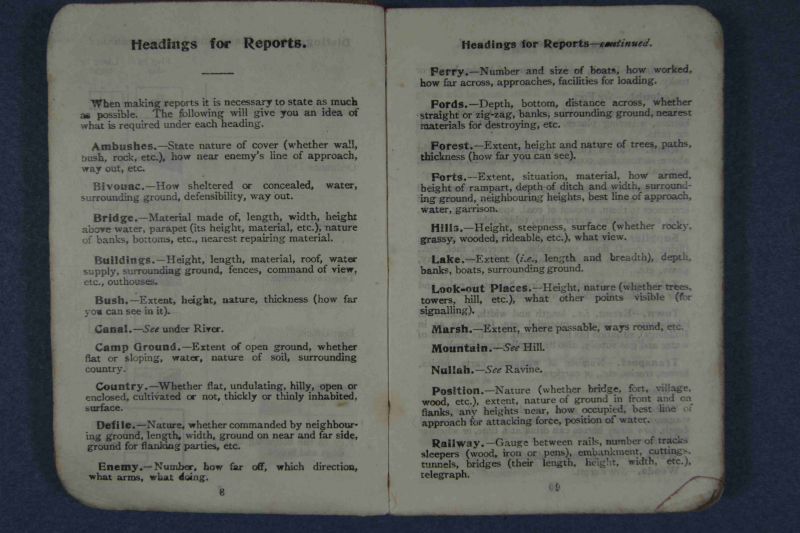 Headings for Reports.
When making reports it is necessary to state as much
as possible. The following will give you an idea of
what is required under each heading.
Ambushes.—State nature of cover (whether wall,
bush, rock, etc.), how near enemy's line of approach,
way out, etc.
Bivouac.—How sheltered or concealed, water,
surrounding ground, defensibility, way out.
Bridge.—Material made of, length, width, height
above water, parapet (its height, material, etc.), nature
of banks, bottoms, etc., nearest repairing material.
Buildings.—Height, length, material, roof, water
supply, surrounding ground, fences, command of view,
etc., outhouses.
Bush.—Extent, height, nature, thickness (how far
you can see in it).
Canal.—See under River.
Camp Ground.—Extent of open ground, whether
flat or sloping, water, nature of soil, surrounding
country.
Country.—Whether flat, undulating, hilly, open or
enclosed, cultivated or not, thickly or thinly inhabited,
surface.
Defile.—Nature, whether commanded by neighbour-
ing ground, length, width, ground on near and far side,
ground for flanking parties, etc.
Enemy.—Number, how far off, which direction,
what arms, what doing.
8
Headings for Reports—continued.
Ferry.—Number and size of boats, how worked,
how far across, approaches, facilities for loading.
Fords.—Depth, bottom, distance across, whether
straight or zig-zag, banks, surrounding ground, nearest
materials for destroying, etc.
Forest.—Extent, height and nature of trees, paths,
thickness (how far you can see).
Forts.—Extent, situation, material, how armed,
height of rampart, depth of ditch and width, surround-
ing ground, neighbouring heights, best line of approach,
water, garrison.
Hills.—Height, steepness, surface (whether rocky,
grassy, wooded, rideable, etc.), what view.
Lake.—Extent (i.e., length and breadth), depth,
banks, boats, surrounding ground.
Look-out Places.—Height, nature (whether trees,
towers, hill, etc.), what other points visible (for
signalling).
Marsh.—Extent, where passable, ways round, etc.
Mountain.—See Hill.
Nullah.—See Ravine.
Position.—Nature (whether bridge, fort, village,
wood, etc.), extent, nature of ground in front and on
flanks, any heights near, how occupied, best line of
approach for attacking force, position of water.
Railway.—Gauge between rails, number of tracks
sleepers (wood, iron or pens), embankment, cuttings,
tunnels, bridges (their length, height, width, etc.),
telegraph.